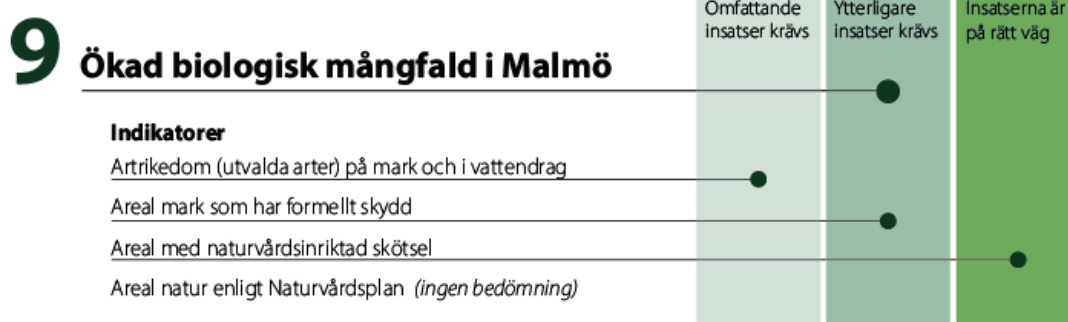 Omfattande
insatser krävs
Ytterligare
insatser krävs
Insatserna är
på rätt väg
9 Ökad biologisk mångfald i Malmö
Indikatorer
Artrikedom (utvalda arter) på mark och i vattendrag
Areal mark som har formellt skydd
Areal med naturvårdsinriktad skötsel
Areal natur enligt Naturvårdsplan (ingen bedömning)